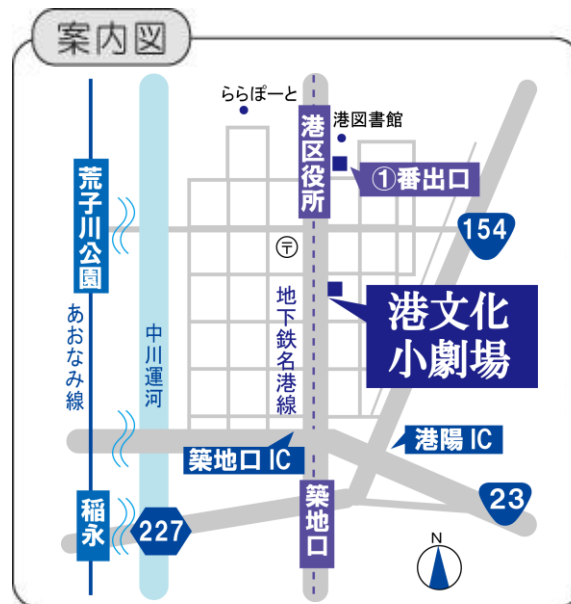 案内図
ららぽーと
港図書館
港区役所
①番出口
荒子川公園
154
〒
港文化
小劇場
地下鉄名港線
あおなみ線
中川運河
築地口 IC
港陽 IC
稲永
227
築地口
23
N